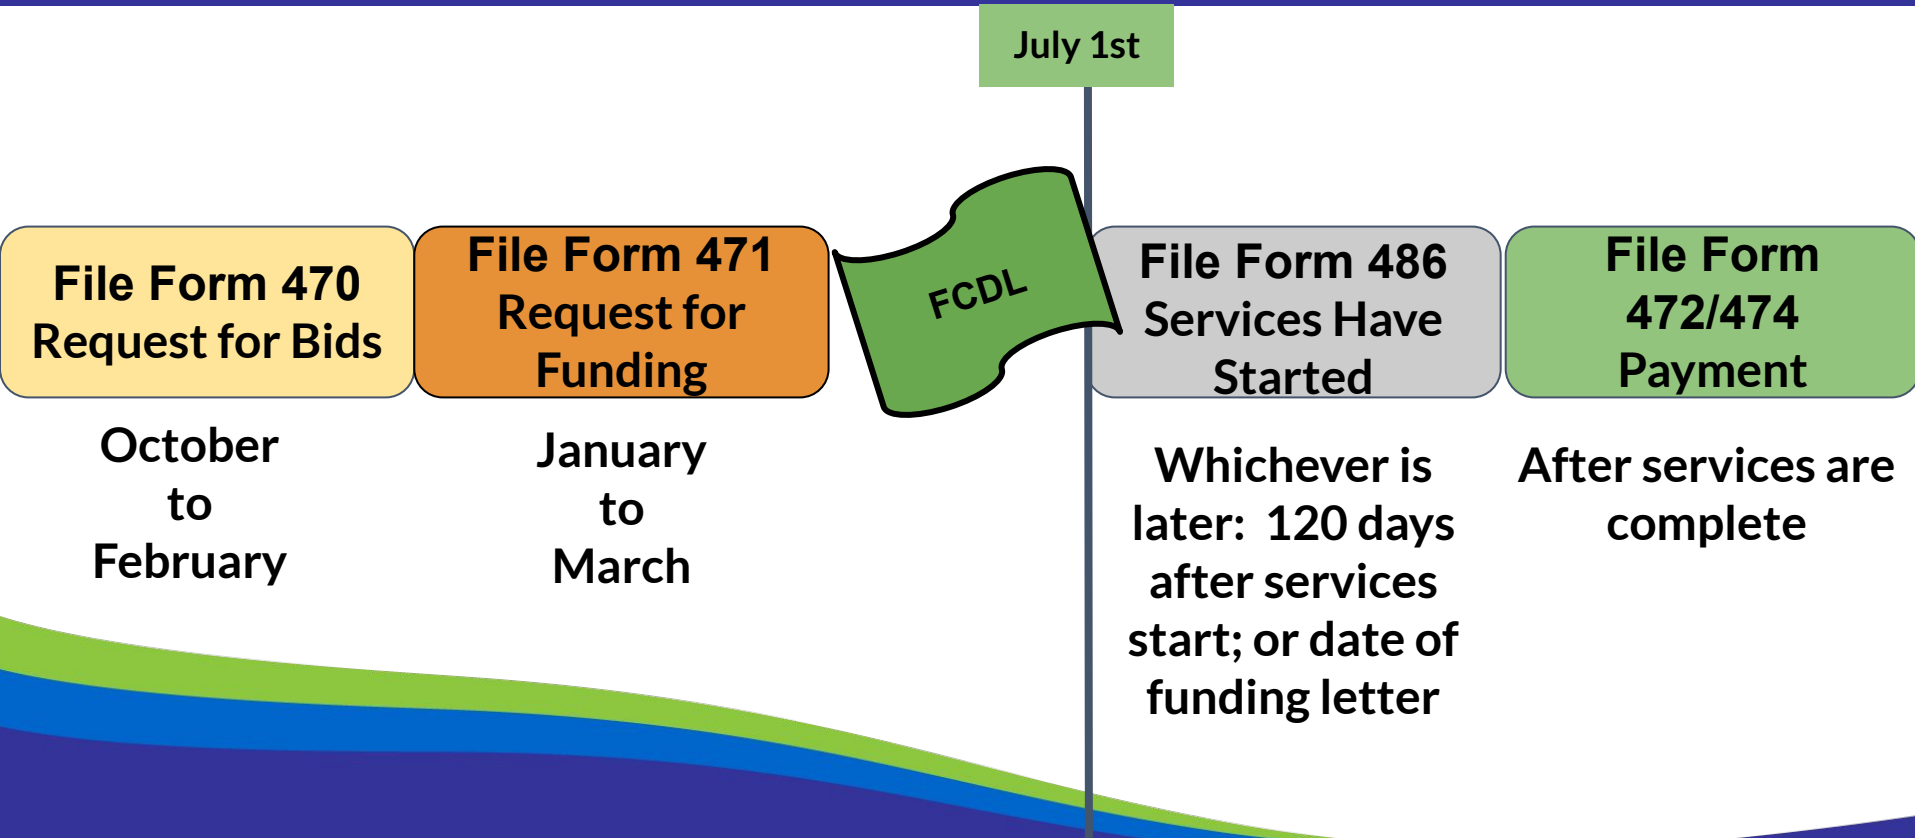 July 1st
File Form 470
Request for Bids
October
to
February
File Form 471
Request for
Funding
January
to
March
FCDL
File Form 486
Services Have
Started
Whichever is
later: 120 days
after services
start; or date of
funding letter
File Form
472/474
Payment
After services are
complete